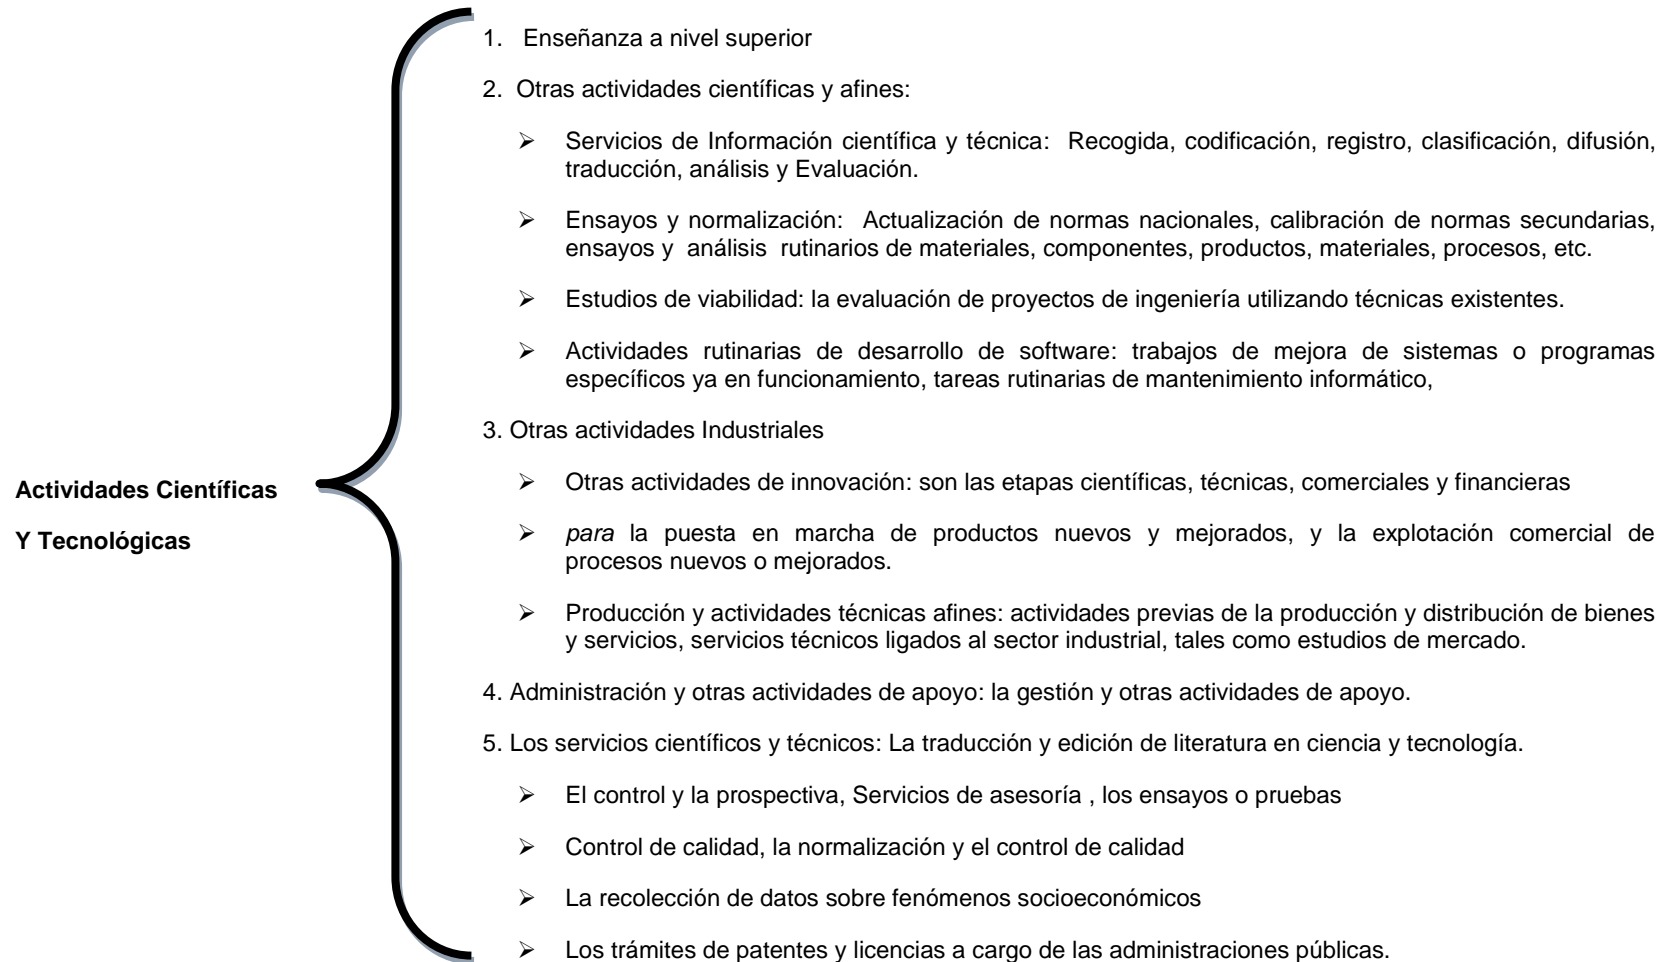 1. Enseñanza a nivel superior
2. Otras actividades científicas y afines:
➢ Servicios de Información científica y técnica: Recogida, codificación, registro, clasificación, difusión,
traducción, análisis y Evaluación.
➢ Ensayos y normalización: Actualización de normas nacionales, calibración de normas secundarias,
ensayos y análisis rutinarios de materiales, componentes, productos, materiales, procesos, etc.
➢ Estudios de viabilidad: la evaluación de proyectos de ingeniería utilizando técnicas existentes.
➢ Actividades rutinarias de desarrollo de software: trabajos de mejora de sistemas o programas
específicos ya en funcionamiento, tareas rutinarias de mantenimiento informático,
3. Otras actividades Industriales
➢ Otras actividades de innovación: son las etapas científicas, técnicas, comerciales y financieras
➢ para la puesta en marcha de productos nuevos y mejorados, y la explotación comercial de
procesos nuevos o mejorados.
➢ Producción y actividades técnicas afines: actividades previas de la producción y distribución de bienes
y servicios, servicios técnicos ligados al sector industrial, tales como estudios de mercado.
4. Administración y otras actividades de apoyo: la gestión y otras actividades de apoyo.
5. Los servicios científicos y técnicos: La traducción y edición de literatura en ciencia y tecnología.
➢ El control y la prospectiva, Servicios de asesoría , los ensayos o pruebas
➢ Control de calidad, la normalización y el control de calidad
➢ La recolección de datos sobre fenómenos socioeconómicos
➢ Los trámites de patentes y licencias a cargo de las administraciones públicas.
Actividades Científicas
Y Tecnológicas